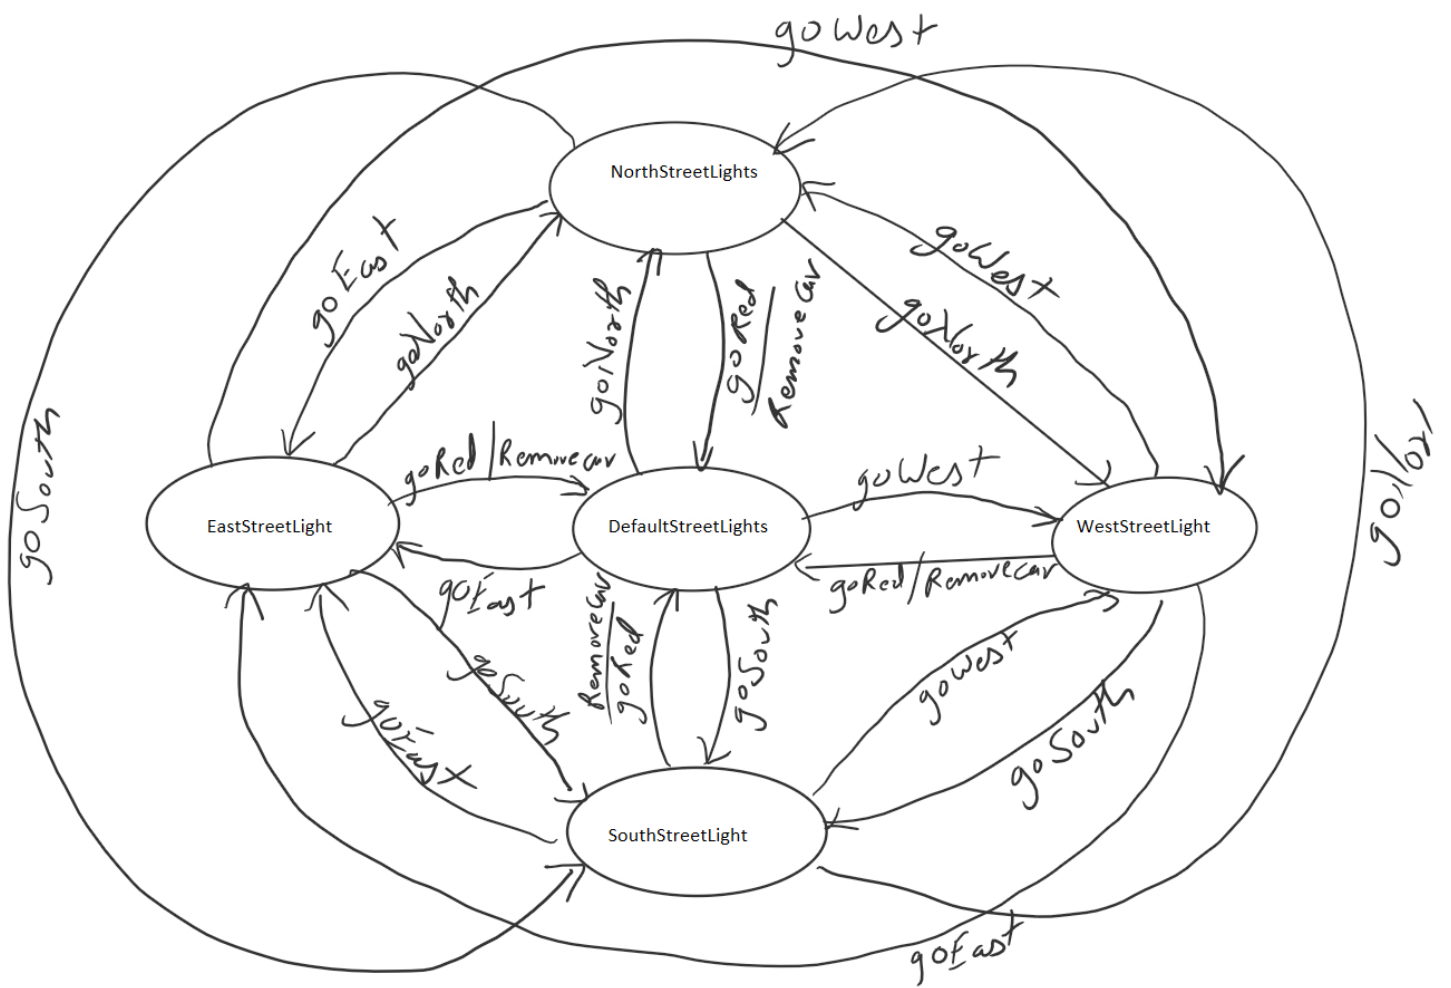 goWest
NorthStreetLights
goEast
goNorth
goNorth
goRed
/
RemoveCar
goWest
goNorth
goSouth
goNor
goRed/RemoveCar
goWest
EastStreetLight
DefaultStreetLights
WestStreetLight
goEast
goRed/RemoveCar
RemoveCar
/
goRed
goSouth
goSouth
goEast
goWest
goSouth
SouthStreetLight
goEast